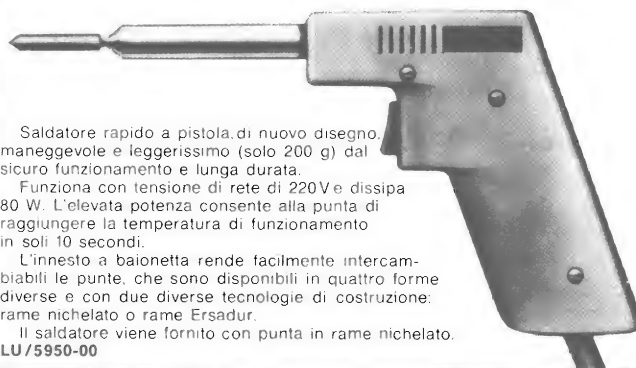 Saldatore rapido a pistola, di nuovo disegno,
maneggevole e leggerissimo (solo 200 g) dal
sicuro funzionamento e lunga durata.
Funziona con tensione di rete di 220V e dissipa
80 W. L'elevata potenza consente alla punta di
raggiungere la temperatura di funzionamento
in soli 10 secondi.
L'innesto a baionetta rende facilmente intercam-
biabili le punte, che sono disponibili in quattro forme
diverse e con due diverse tecnologie di costruzione:
rame nichelato o rame Ersadur.
Il saldatore viene fornito con punta in rame nichelato.
LU/5950-00